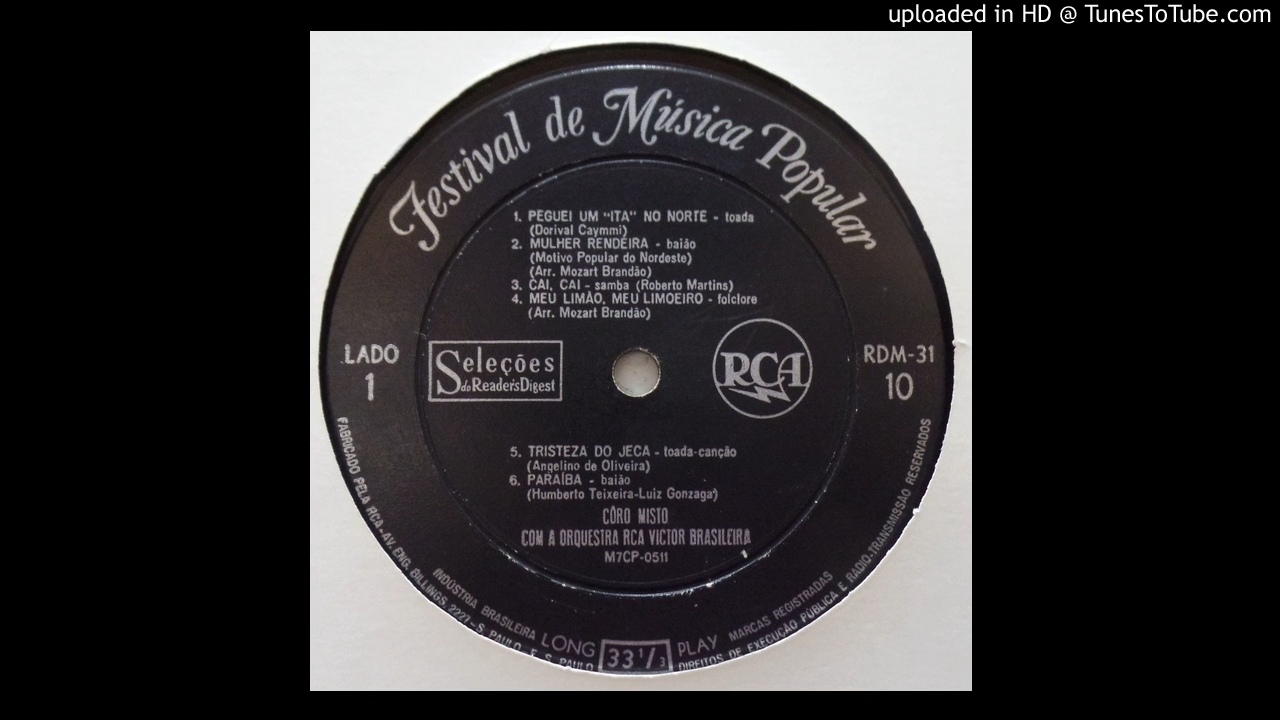 uploaded in HD @ TunesToTube.com
Festival de Música Popular
1. PEGUEI UM "ITA" NO NORTE - toada
(Dorival Caymmi)
2. MULHER RENDEIRA - baião
(Motivo Popular do Nordeste)
(Arr. Mozart Brandão)
3. CAI, CAI - samba (Roberto Martins)
4. MEU LIMÃO, MEU LIMOEIRO - folclore
(Arr. Mozart Brandão)
LADO
1
Seleções
do Reader's Digest
RCA
RDM-31
10
5. TRISTEZA DO JECA - toada-canção
(Angelino de Oliveira)
6. PARAÍBA - baião
(Humberto Teixeira-Luiz Gonzaga)
CÔRO MISTO
COM A ORQUESTRA RCA VICTOR BRASILEIRA
M7CP-0511
FABRICADO PELA RCA-AV. ENG. BILLINGS, 2227-S. PAULO, E. S. PAULO
INDÚSTRIA BRASILEIRA
LONG 33 1/3 PLAY
MARCAS REGISTRADAS
DIREITOS DE EXECUÇÃO PÚBLICA E RÁDIO-TRANSMISSÃO RESERVADOS